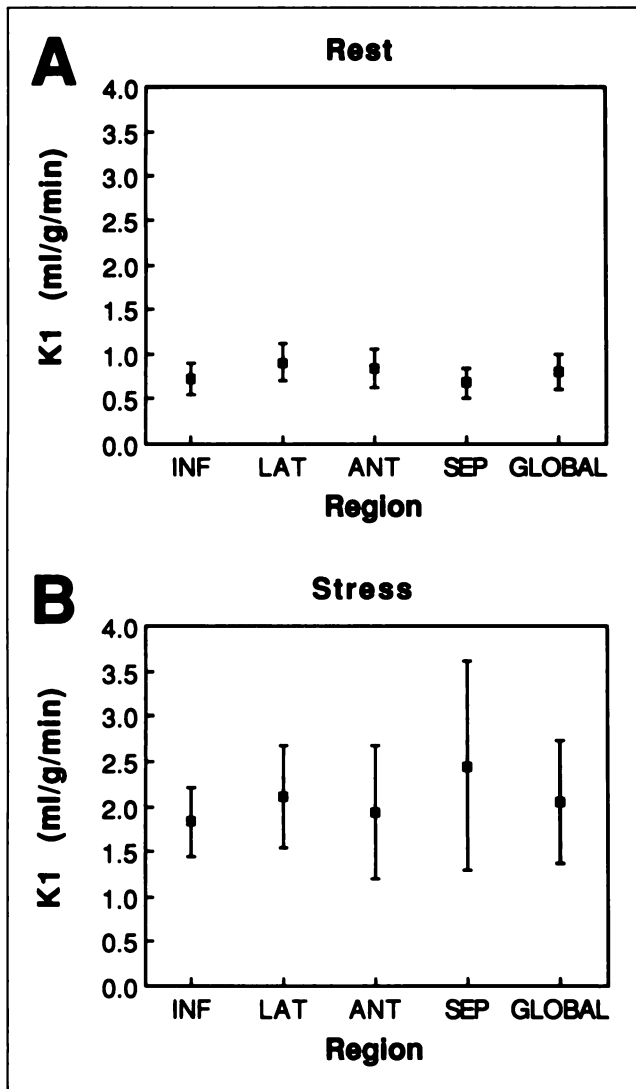 A
Rest
K1 (ml/g/min)
4.0
3.5
3.0
2.5
2.0
1.5
1.0
0.5
0.0
INF LAT ANT SEP GLOBAL
Region
B
Stress
K1 (ml/g/min)
4.0
3.5
3.0
2.5
2.0
1.5
1.0
0.5
0.0
INF LAT ANT SEP GLOBAL
Region